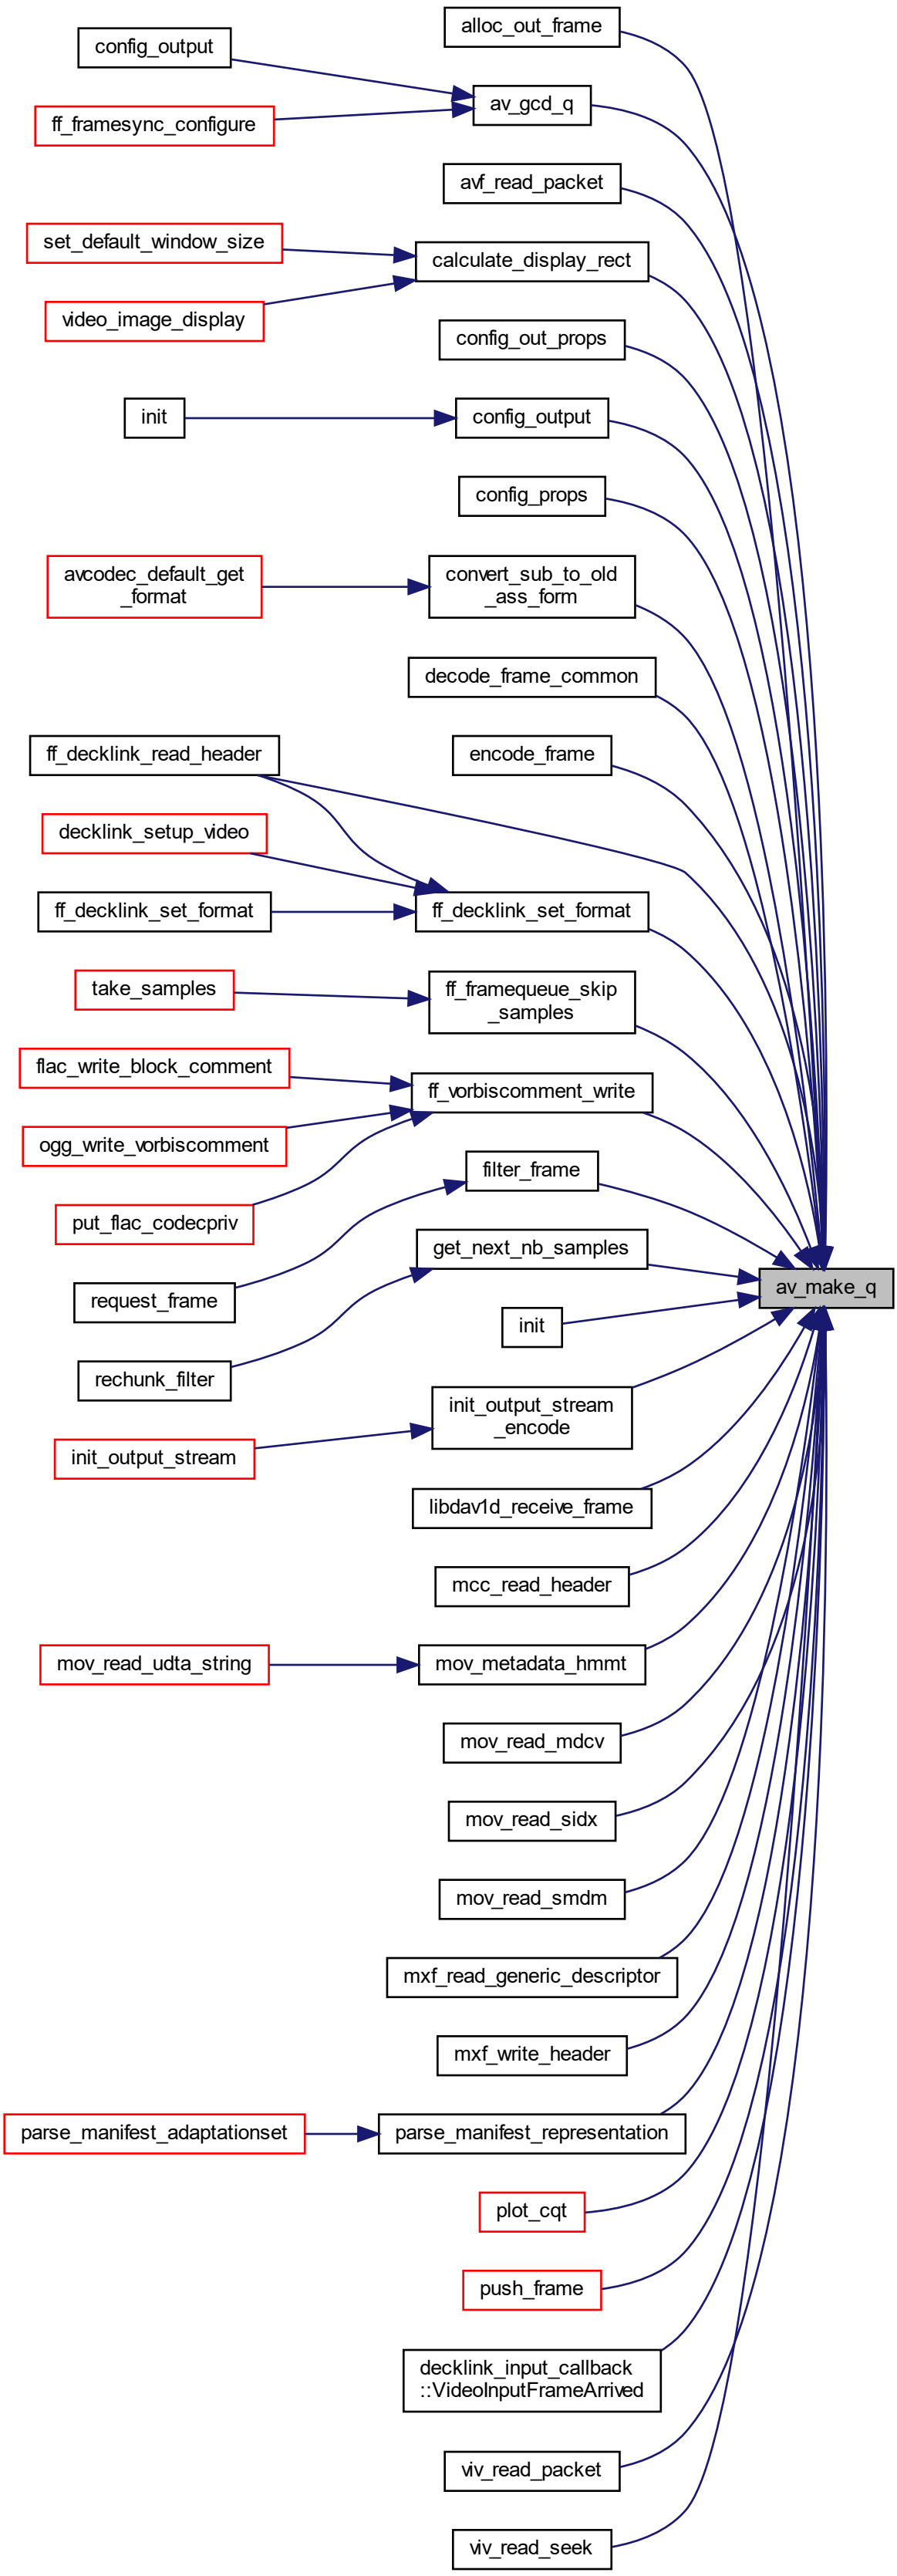 alloc_out_frame
config_output
av_gcd_q
ff_framesync_configure
avf_read_packet
set_default_window_size
calculate_display_rect
video_image_display
config_out_props
init
config_output
config_props
avcodec_default_get
_format
convert_sub_to_old
_ass_form
decode_frame_common
ff_decklink_read_header
encode_frame
decklink_setup_video
ff_decklink_set_format
ff_decklink_set_format
take_samples
ff_framequeue_skip
_samples
flac_write_block_comment
ff_vorbiscomment_write
ogg_write_vorbiscomment
filter_frame
put_flac_codecpriv
get_next_nb_samples
av_make_q
request_frame
init
rechunk_filter
init_output_stream
_encode
init_output_stream
libdav1d_receive_frame
mcc_read_header
mov_read_udta_string
mov_metadata_hmmt
mov_read_mdcv
mov_read_sidx
mov_read_smdm
mxf_read_generic_descriptor
mxf_write_header
parse_manifest_adaptationset
parse_manifest_representation
plot_cqt
push_frame
decklink_input_callback
::VideoInputFrameArrived
viv_read_packet
viv_read_seek